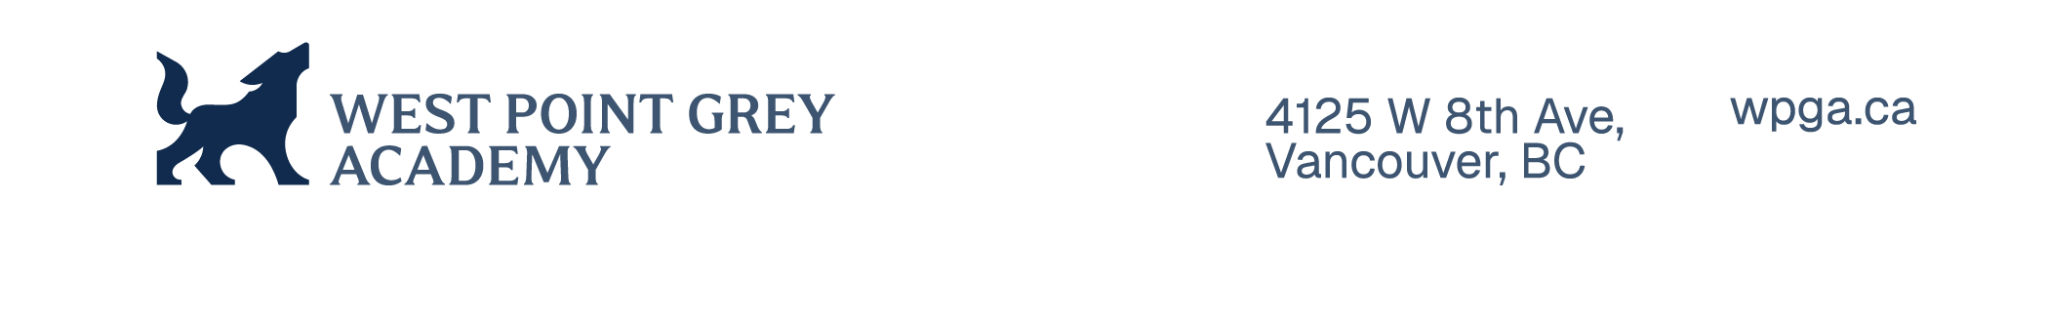 WEST POINT GREY
ACADEMY
4125 W 8th Ave,
Vancouver, BC
wpga.ca